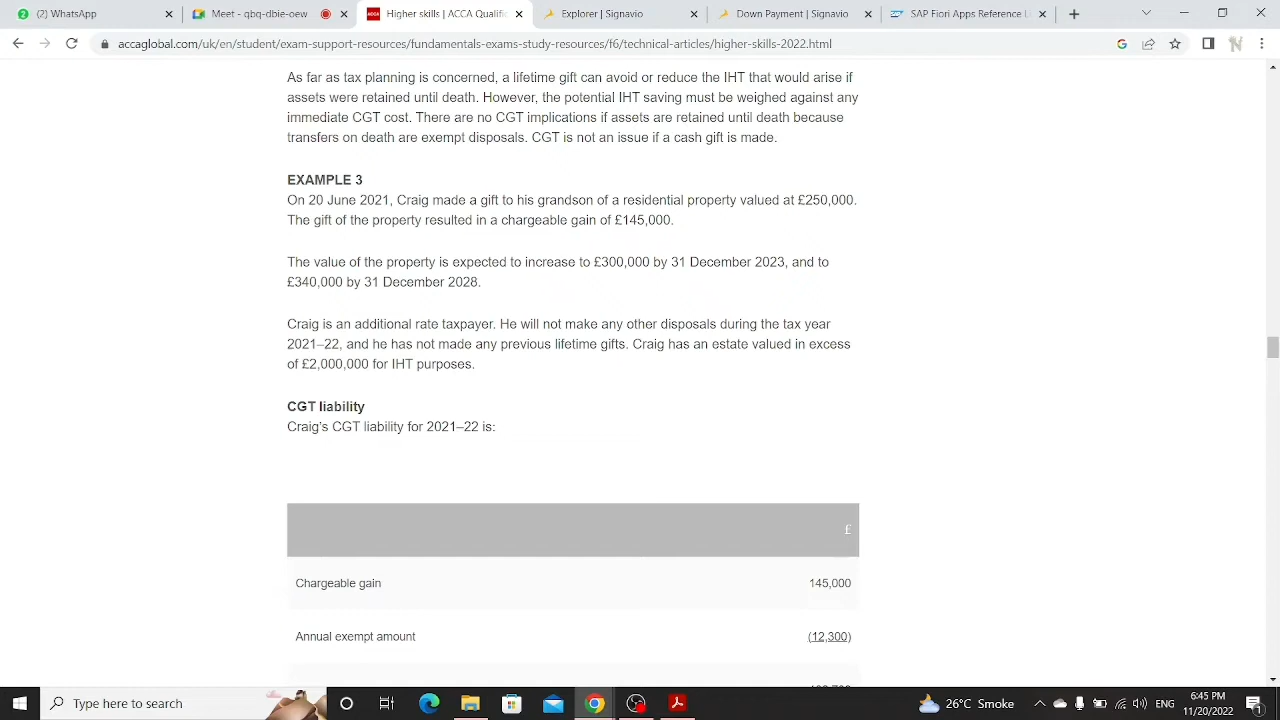 2
(2) WhatsApp
Meet - qbq-dbie-oew
ACCA
Higher skills | ACCA Qualific
Explorer | Signavio
Down Payment | Signavio
SAP Fiori Apps Reference Li
accaglobal.com/uk/en/student/exam-support-resources/fundamentals-exams-study-resources/f6/technical-articles/higher-skills-2022.html
As far as tax planning is concerned, a lifetime gift can avoid or reduce the IHT that would arise if
assets were retained until death. However, the potential IHT saving must be weighed against any
immediate CGT cost. There are no CGT implications if assets are retained until death because
transfers on death are exempt disposals. CGT is not an issue if a cash gift is made.
EXAMPLE 3
On 20 June 2021, Craig made a gift to his grandson of a residential property valued at £250,000.
The gift of the property resulted in a chargeable gain of £145,000.
The value of the property is expected to increase to £300,000 by 31 December 2023, and to
£340,000 by 31 December 2028.
Craig is an additional rate taxpayer. He will not make any other disposals during the tax year
2021–22, and he has not made any previous lifetime gifts. Craig has an estate valued in excess
of £2,000,000 for IHT purposes.
CGT liability
Craig's CGT liability for 2021–22 is:
£
Chargeable gain 145,000
Annual exempt amount (12,300)
Type here to search
26°C Smoke
ENG
6:45 PM
11/20/2022